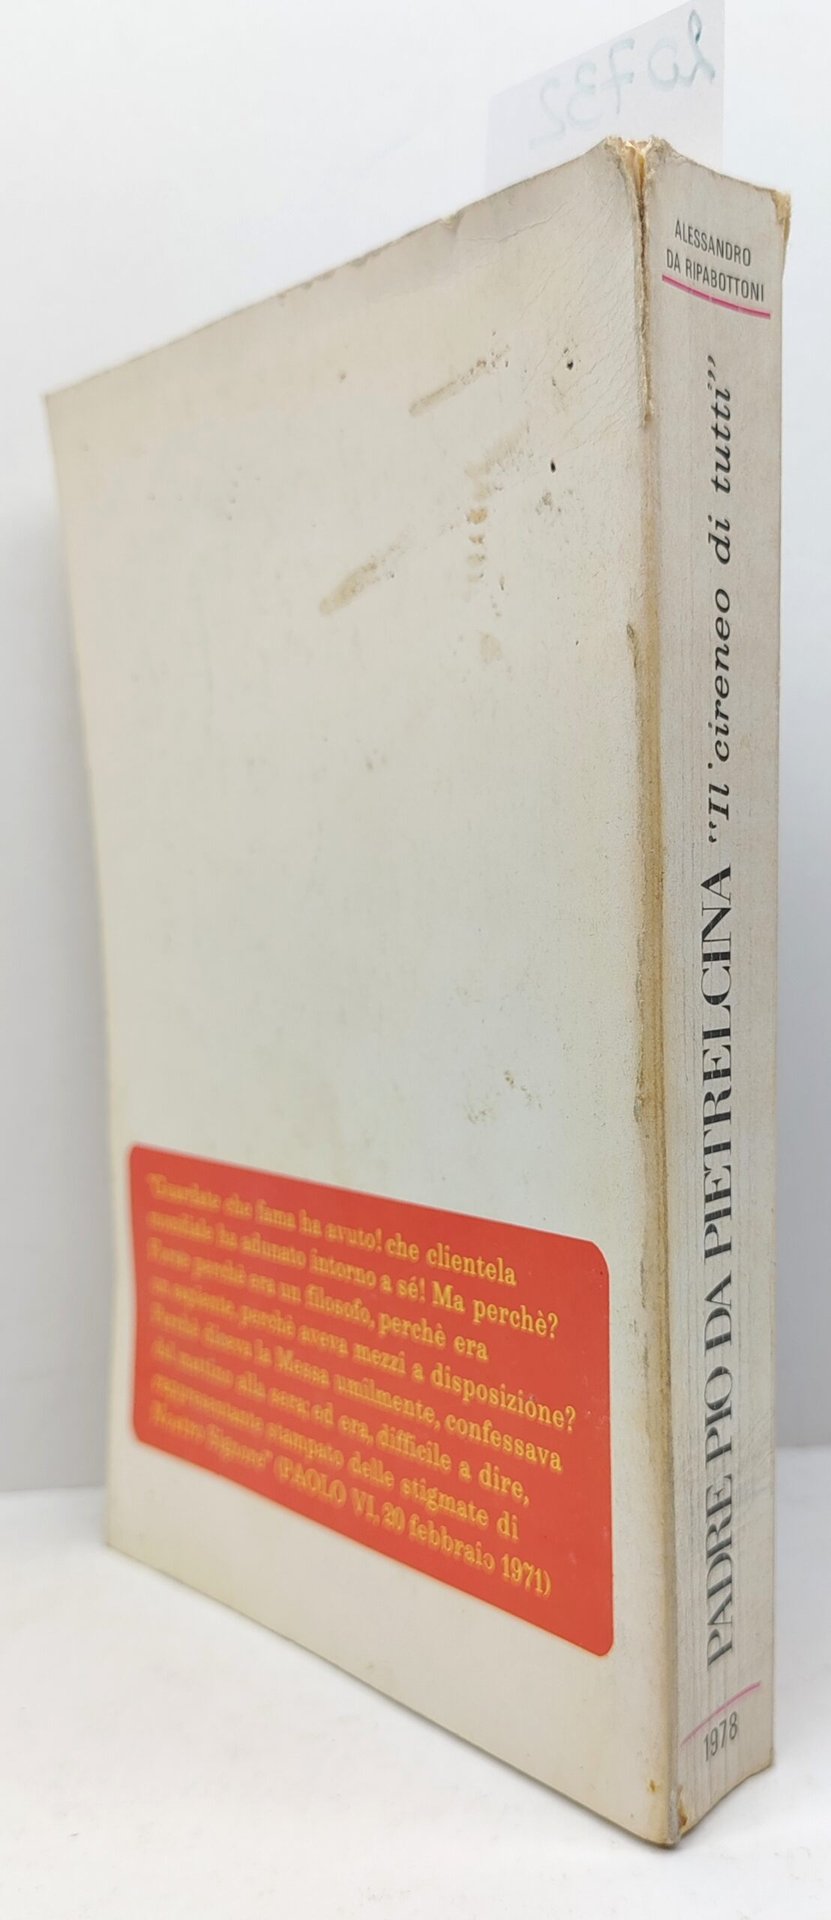 20732
ALESSANDRO
DA RIPABOTTONI
PADRE PIO DA PIETRELCINA "Il cireneo di tutti"
1978
"Guardate che fama ha avuto! che clientela
mondiale ha adunato intorno a sé! Ma perchè?
Forse perchè era un filosofo, perchè era
un sapiente, perchè aveva mezzi a disposizione?
Perchè diceva la Messa umilmente, confessava
dal mattino alla sera; ed era, difficile a dire,
rappresentante stampato delle stigmate di
Nostro Signore" (PAOLO VI, 20 febbraio 1971)